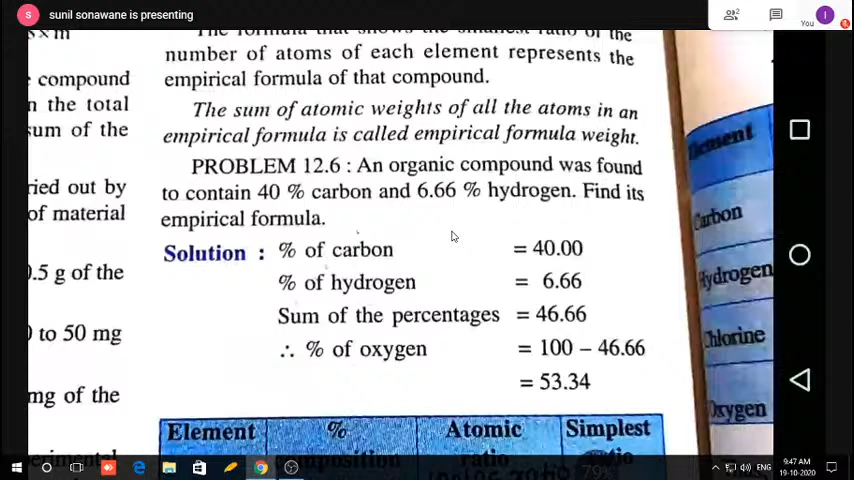 S sunil sonawane is presenting
2
I
You
The formula that shows the smallest ratio of the
number of atoms of each element represents the
empirical formula of that compound.
The sum of atomic weights of all the atoms in an
empirical formula is called empirical formula weight.
PROBLEM 12.6 : An organic compound was found
to contain 40 % carbon and 6.66 % hydrogen. Find its
empirical formula.
Solution : % of carbon = 40.00
% of hydrogen = 6.66
Sum of the percentages = 46.66
∴ % of oxygen = 100 – 46.66
= 53.34
Element % Atomic Simplest
ratio
compound
n the total
sum of the
ried out by
of material
0.5 g of the
0 to 50 mg
mg of the
Element
Carbon
Hydrogen
Chlorine
Oxygen
79%
ENG
9:47 AM
19-10-2020